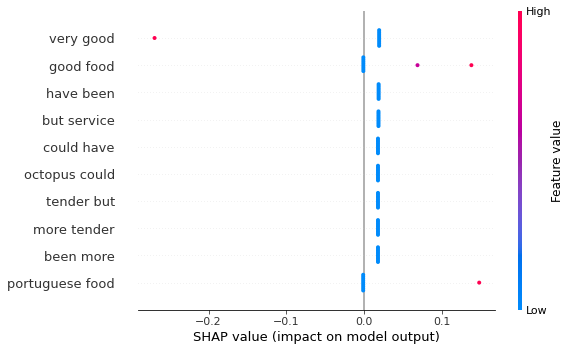 High
very good
good food
have been
but service
could have
octopus could
tender but
more tender
been more
portuguese food
Feature value
Low
−0.2 −0.1 0.0 0.1
SHAP value (impact on model output)